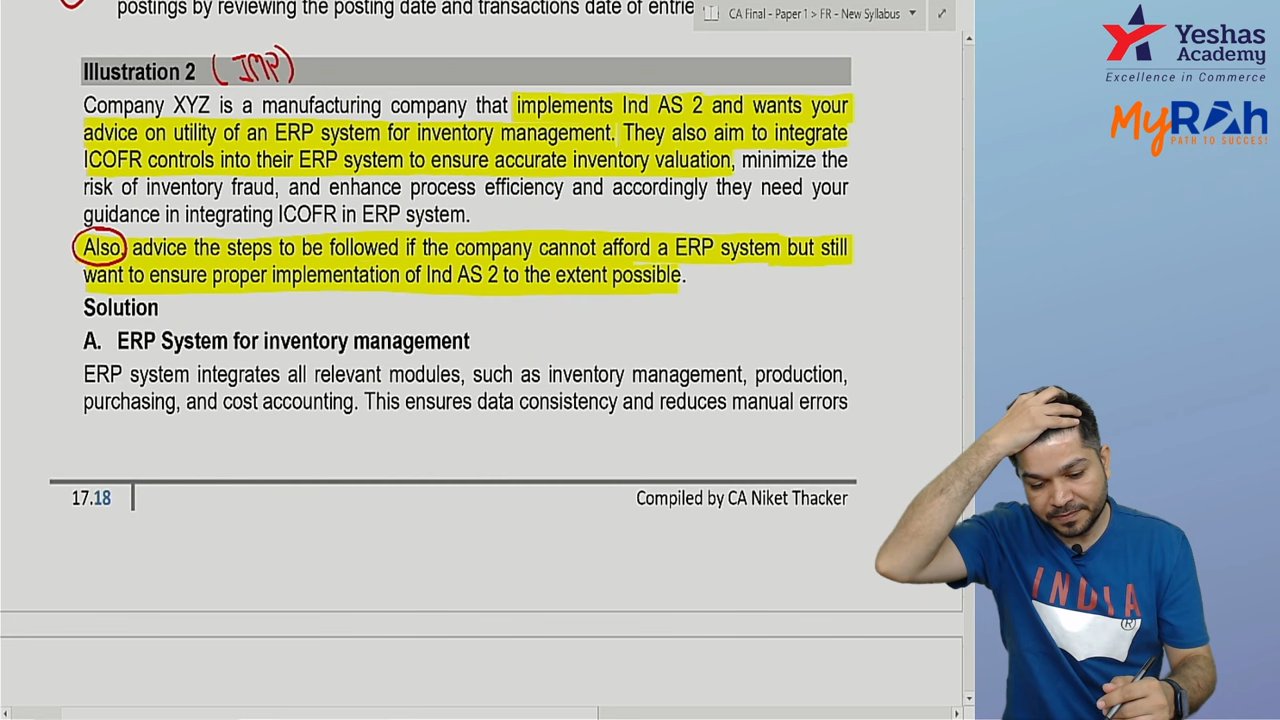 postings by reviewing the posting date and transactions date of entrie
CA Final - Paper 1 > FR - New Syllabus
Illustration 2 (IMP)
Company XYZ is a manufacturing company that implements Ind AS 2 and wants your
advice on utility of an ERP system for inventory management. They also aim to integrate
ICOFR controls into their ERP system to ensure accurate inventory valuation, minimize the
risk of inventory fraud, and enhance process efficiency and accordingly they need your
guidance in integrating ICOFR in ERP system.
Also advice the steps to be followed if the company cannot afford a ERP system but still
want to ensure proper implementation of Ind AS 2 to the extent possible.
Solution
A. ERP System for inventory management
ERP system integrates all relevant modules, such as inventory management, production,
purchasing, and cost accounting. This ensures data consistency and reduces manual errors
17.18
Compiled by CA Niket Thacker
Yeshas
Academy
Excellence in Commerce
MyRAh
PATH TO SUCCESS!
INDIA
®